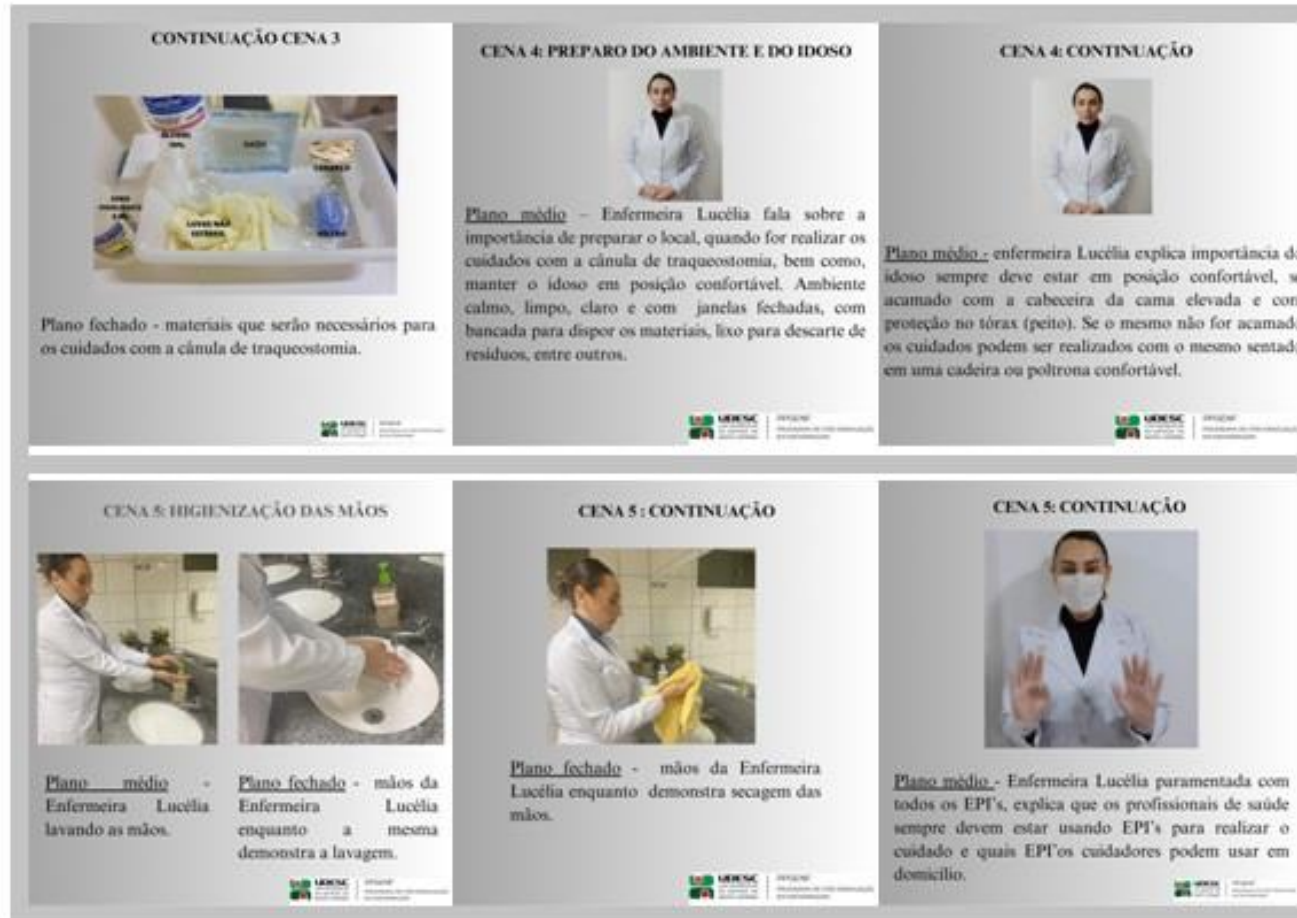 CONTINUAÇÃO CENA 3
GAZE
LUVAS NÃO
Plano fechado - materiais que serão necessários para
os cuidados com a cânula de traqueostomia.
UDESC
CENA 4: PREPARO DO AMBIENTE E DO IDOSO
Plano médio – Enfermeira Lucélia fala sobre a
importância de preparar o local, quando for realizar os
cuidados com a cânula de traqueostomia, bem como,
manter o idoso em posição confortável. Ambiente
calmo, limpo, claro e com janelas fechadas, com
bancada para dispor os materiais, lixo para descarte de
resíduos, entre outros.
UDESC
CENA 4: CONTINUAÇÃO
Plano médio - enfermeira Lucélia explica importância
idoso sempre deve estar em posição confortável,
acamado com a cabeceira da cama elevada e
proteção no tórax (peito). Se o mesmo não for
os cuidados podem ser realizados com o mesmo
em uma cadeira ou poltrona confortável.
UDESC
CENA 5: HIGIENIZAÇÃO DAS MÃOS
Plano médio -
Enfermeira Lucélia
lavando as mãos.
Plano fechado - mãos da
Enfermeira Lucélia
enquanto a mesma
demonstra a lavagem.
UDESC
CENA 5 : CONTINUAÇÃO
Plano fechado - mãos da Enfermeira
Lucélia enquanto demonstra secagem das
mãos.
UDESC
CENA 5: CONTINUAÇÃO
Plano médio - Enfermeira Lucélia paramentada com
todos os EPI's, explica que os profissionais de saúde
sempre devem estar usando EPI's para realizar o
cuidado e quais EPI'os cuidadores podem usar em
domicílio.
UDESC